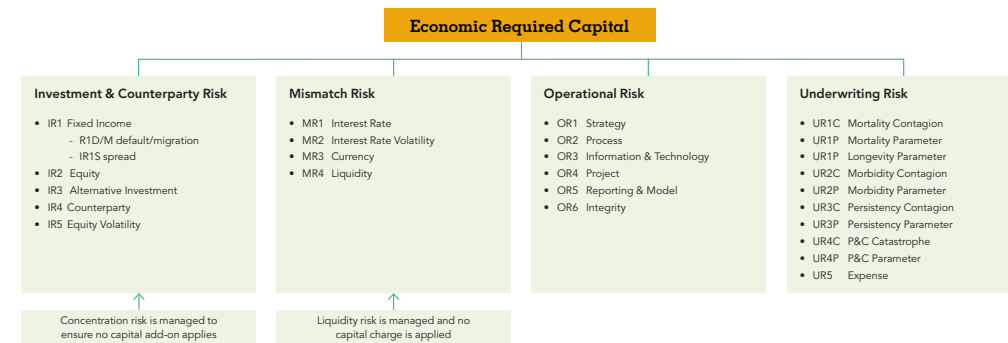 Economic Required Capital
Investment & Counterparty Risk
• IR1 Fixed Income
- R1D/M default/migration
- IR1S spread
• IR2 Equity
• IR3 Alternative Investment
• IR4 Counterparty
• IR5 Equity Volatility
Concentration risk is managed to
ensure no capital add-on applies
Mismatch Risk
• MR1 Interest Rate
• MR2 Interest Rate Volatility
• MR3 Currency
• MR4 Liquidity
Liquidity risk is managed and no
capital charge is applied
Operational Risk
• OR1 Strategy
• OR2 Process
• OR3 Information & Technology
• OR4 Project
• OR5 Reporting & Model
• OR6 Integrity
Underwriting Risk
• UR1C Mortality Contagion
• UR1P Mortality Parameter
• UR1P Longevity Parameter
• UR2C Morbidity Contagion
• UR2P Morbidity Parameter
• UR3C Persistency Contagion
• UR3P Persistency Parameter
• UR4C P&C Catastrophe
• UR4P P&C Parameter
• UR5 Expense